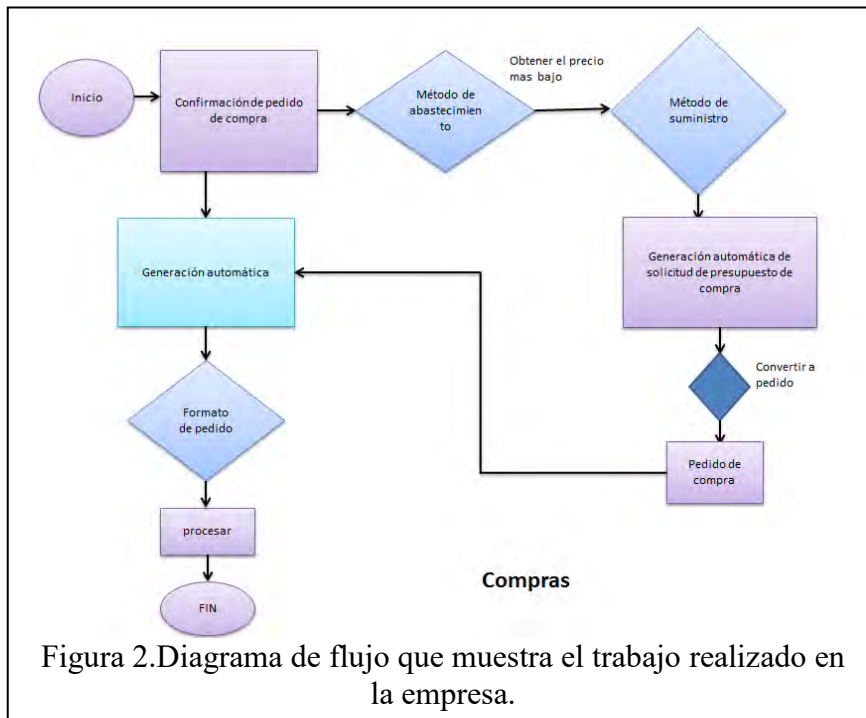 Inicio
Confirmación de pedido
de compra
Método de
abastecimien
to
Obtener el precio
mas bajo
Método de
suministro
Generación automática
Generación automática de
solicitud de presupuesto de
compra
Convertir a
pedido
Formato
de pedido
Pedido de
compra
procesar
FIN
Compras
Figura 2.Diagrama de flujo que muestra el trabajo realizado en
la empresa.